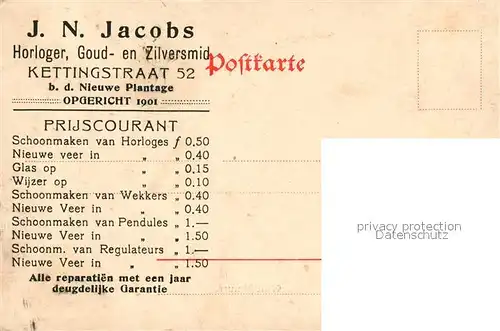 J. N. Jacobs
Horloger, Goud- en Zilversmid
KETTINGSTRAAT 52
b. d. Nieuwe Plantage
OPGERICHT 1901
Postkarte
PRIJSCOURANT
Schoonmaken van Horloges ƒ 0.50
Nieuwe veer in „ „ 0.40
Glas op „ „ 0.15
Wijzer op „ „ 0.10
Schoonmaken van Wekkers „ 0.40
Nieuwe Veer in „ „ 0.40
Schoonmaken van Pendules „ 1.—
Nieuwe Veer in „ „ 1.50
Schoonm. van Regulateurs „ 1.—
Nieuwe Veer in „ „ 1.50
Alle reparatiën met een jaar
deugdelijke Garantie
privacy protection
www.oldthing.de